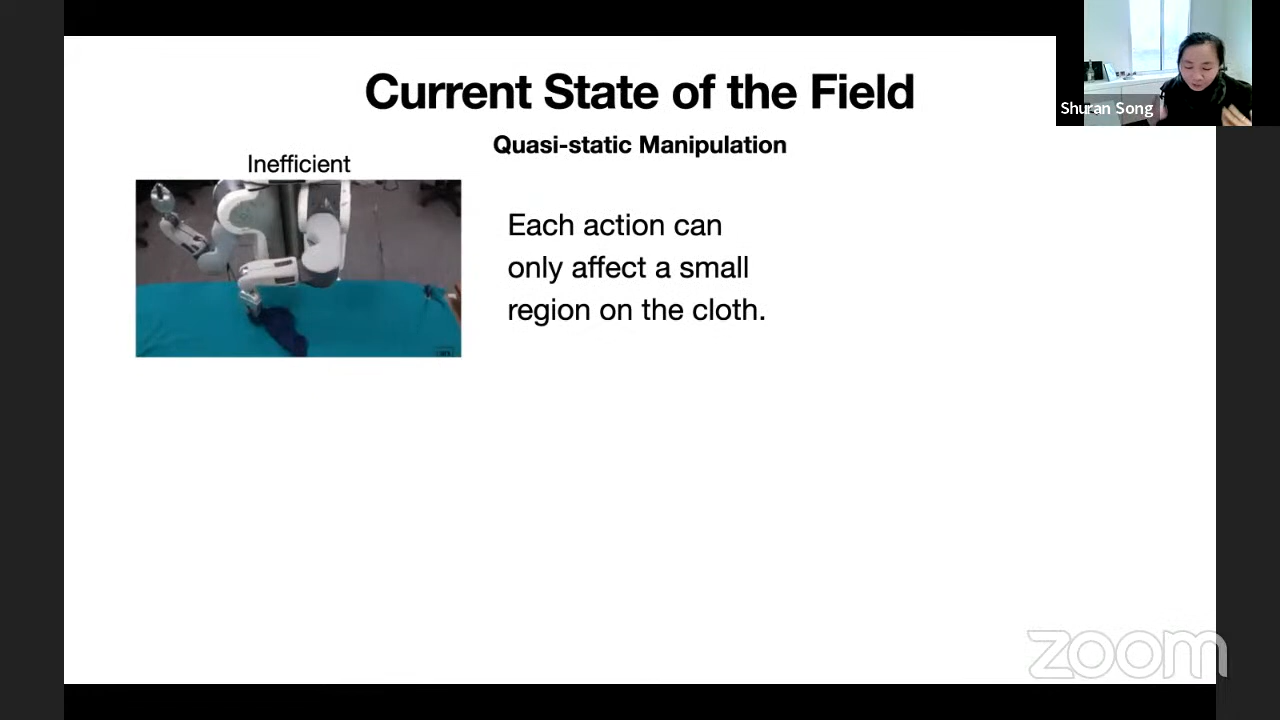 Current State of the Field
Quasi-static Manipulation
Inefficient
Each action can
only affect a small
region on the cloth.
Shuran Song
zoom